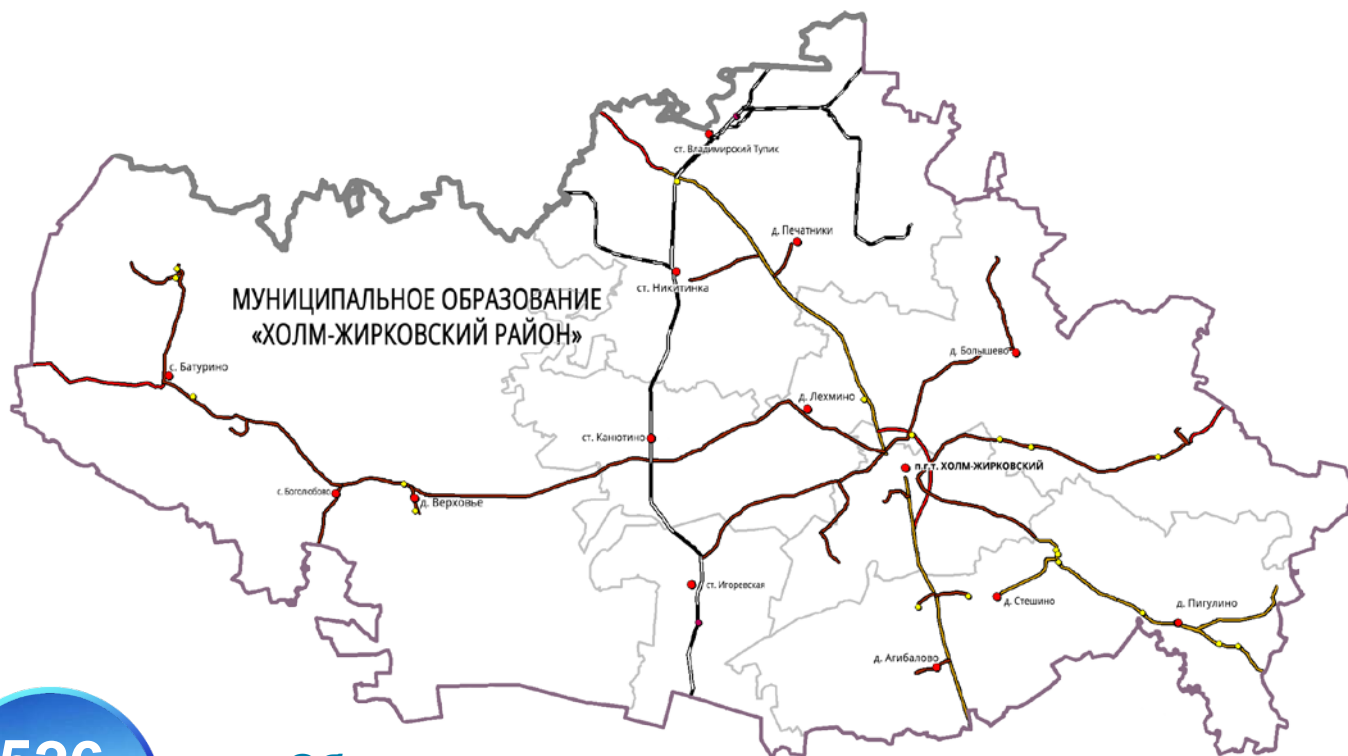 ст. Владимирский Тупик
д. Печатники
ст. Никитинка
МУНИЦИПАЛЬНОЕ ОБРАЗОВАНИЕ
«ХОЛМ-ЖИРКОВСКИЙ РАЙОН»
д. Болышево
с. Батурино
д. Лехмино
ст. Канютино
п.г.т. ХОЛМ-ЖИРКОВСКИЙ
с. Боголюбово
д. Верховье
ст. Игоревская
д. Стешино
д. Пигулино
д. Агибалово